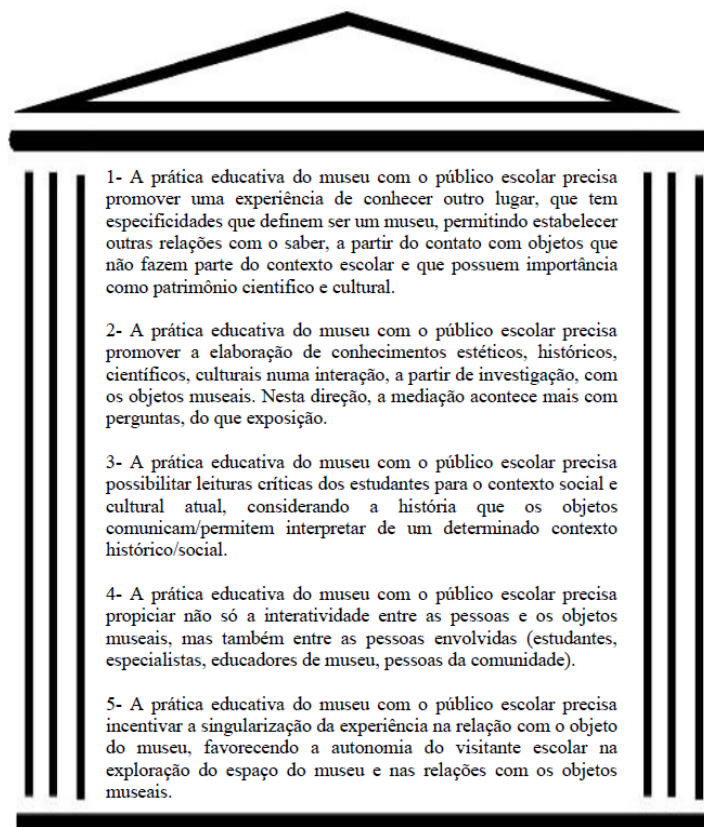 1- A prática educativa do museu com o público escolar precisa
promover uma experiência de conhecer outro lugar, que tem
especificidades que definem ser um museu, permitindo estabelecer
outras relações com o saber, a partir do contato com objetos que
não fazem parte do contexto escolar e que possuem importância
como patrimônio cientifico e cultural.
2- A prática educativa do museu com o público escolar precisa
promover a elaboração de conhecimentos estéticos, históricos,
científicos, culturais numa interação, a partir de investigação, com
os objetos museais. Nesta direção, a mediação acontece mais com
perguntas, do que exposição.
3- A prática educativa do museu com o público escolar precisa
possibilitar leituras críticas dos estudantes para o contexto social e
cultural atual, considerando a história que os objetos
comunicam/permitem interpretar de um determinado contexto
histórico/social.
4- A prática educativa do museu com o público escolar precisa
propiciar não só a interatividade entre as pessoas e os objetos
museais, mas também entre as pessoas envolvidas (estudantes,
especialistas, educadores de museu, pessoas da comunidade).
5- A prática educativa do museu com o público escolar precisa
incentivar a singularização da experiência na relação com o objeto
do museu, favorecendo a autonomia do visitante escolar na
exploração do espaço do museu e nas relações com os objetos
museais.